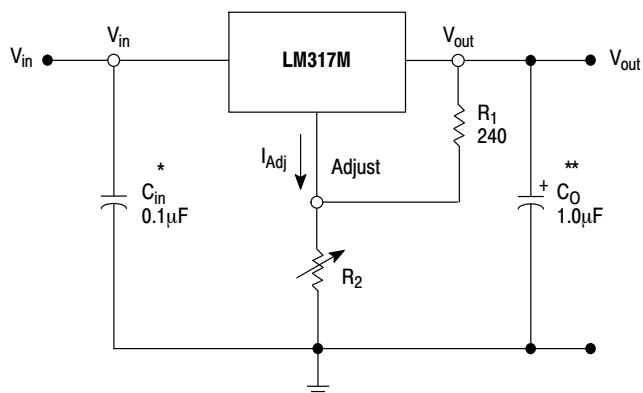 Vin
Vin
LM317M
Vout
Vout
R1
240
IAdj
Adjust
*
Cin
0.1μF
**
+
CO
1.0μF
R2